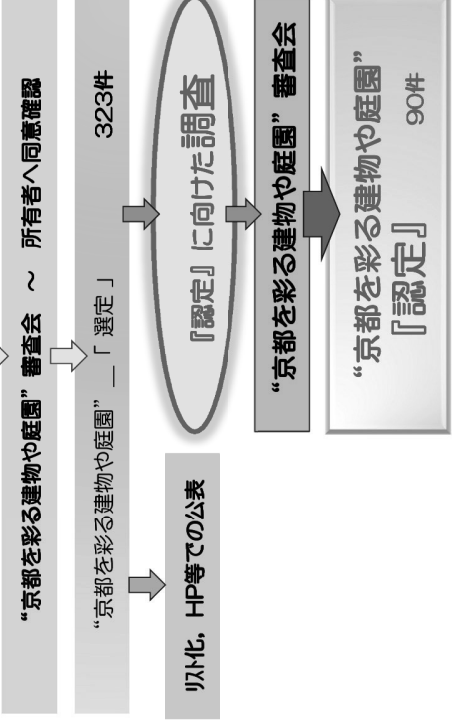 “京都を彩る建物や庭園” 審査会 ～ 所有者へ同意確認
“京都を彩る建物や庭園” _「 選定 」 323件
リスト化，HP等での公表
『認定』に向けた調査
“京都を彩る建物や庭園” 審査会
“京都を彩る建物や庭園”
『認定』 90件